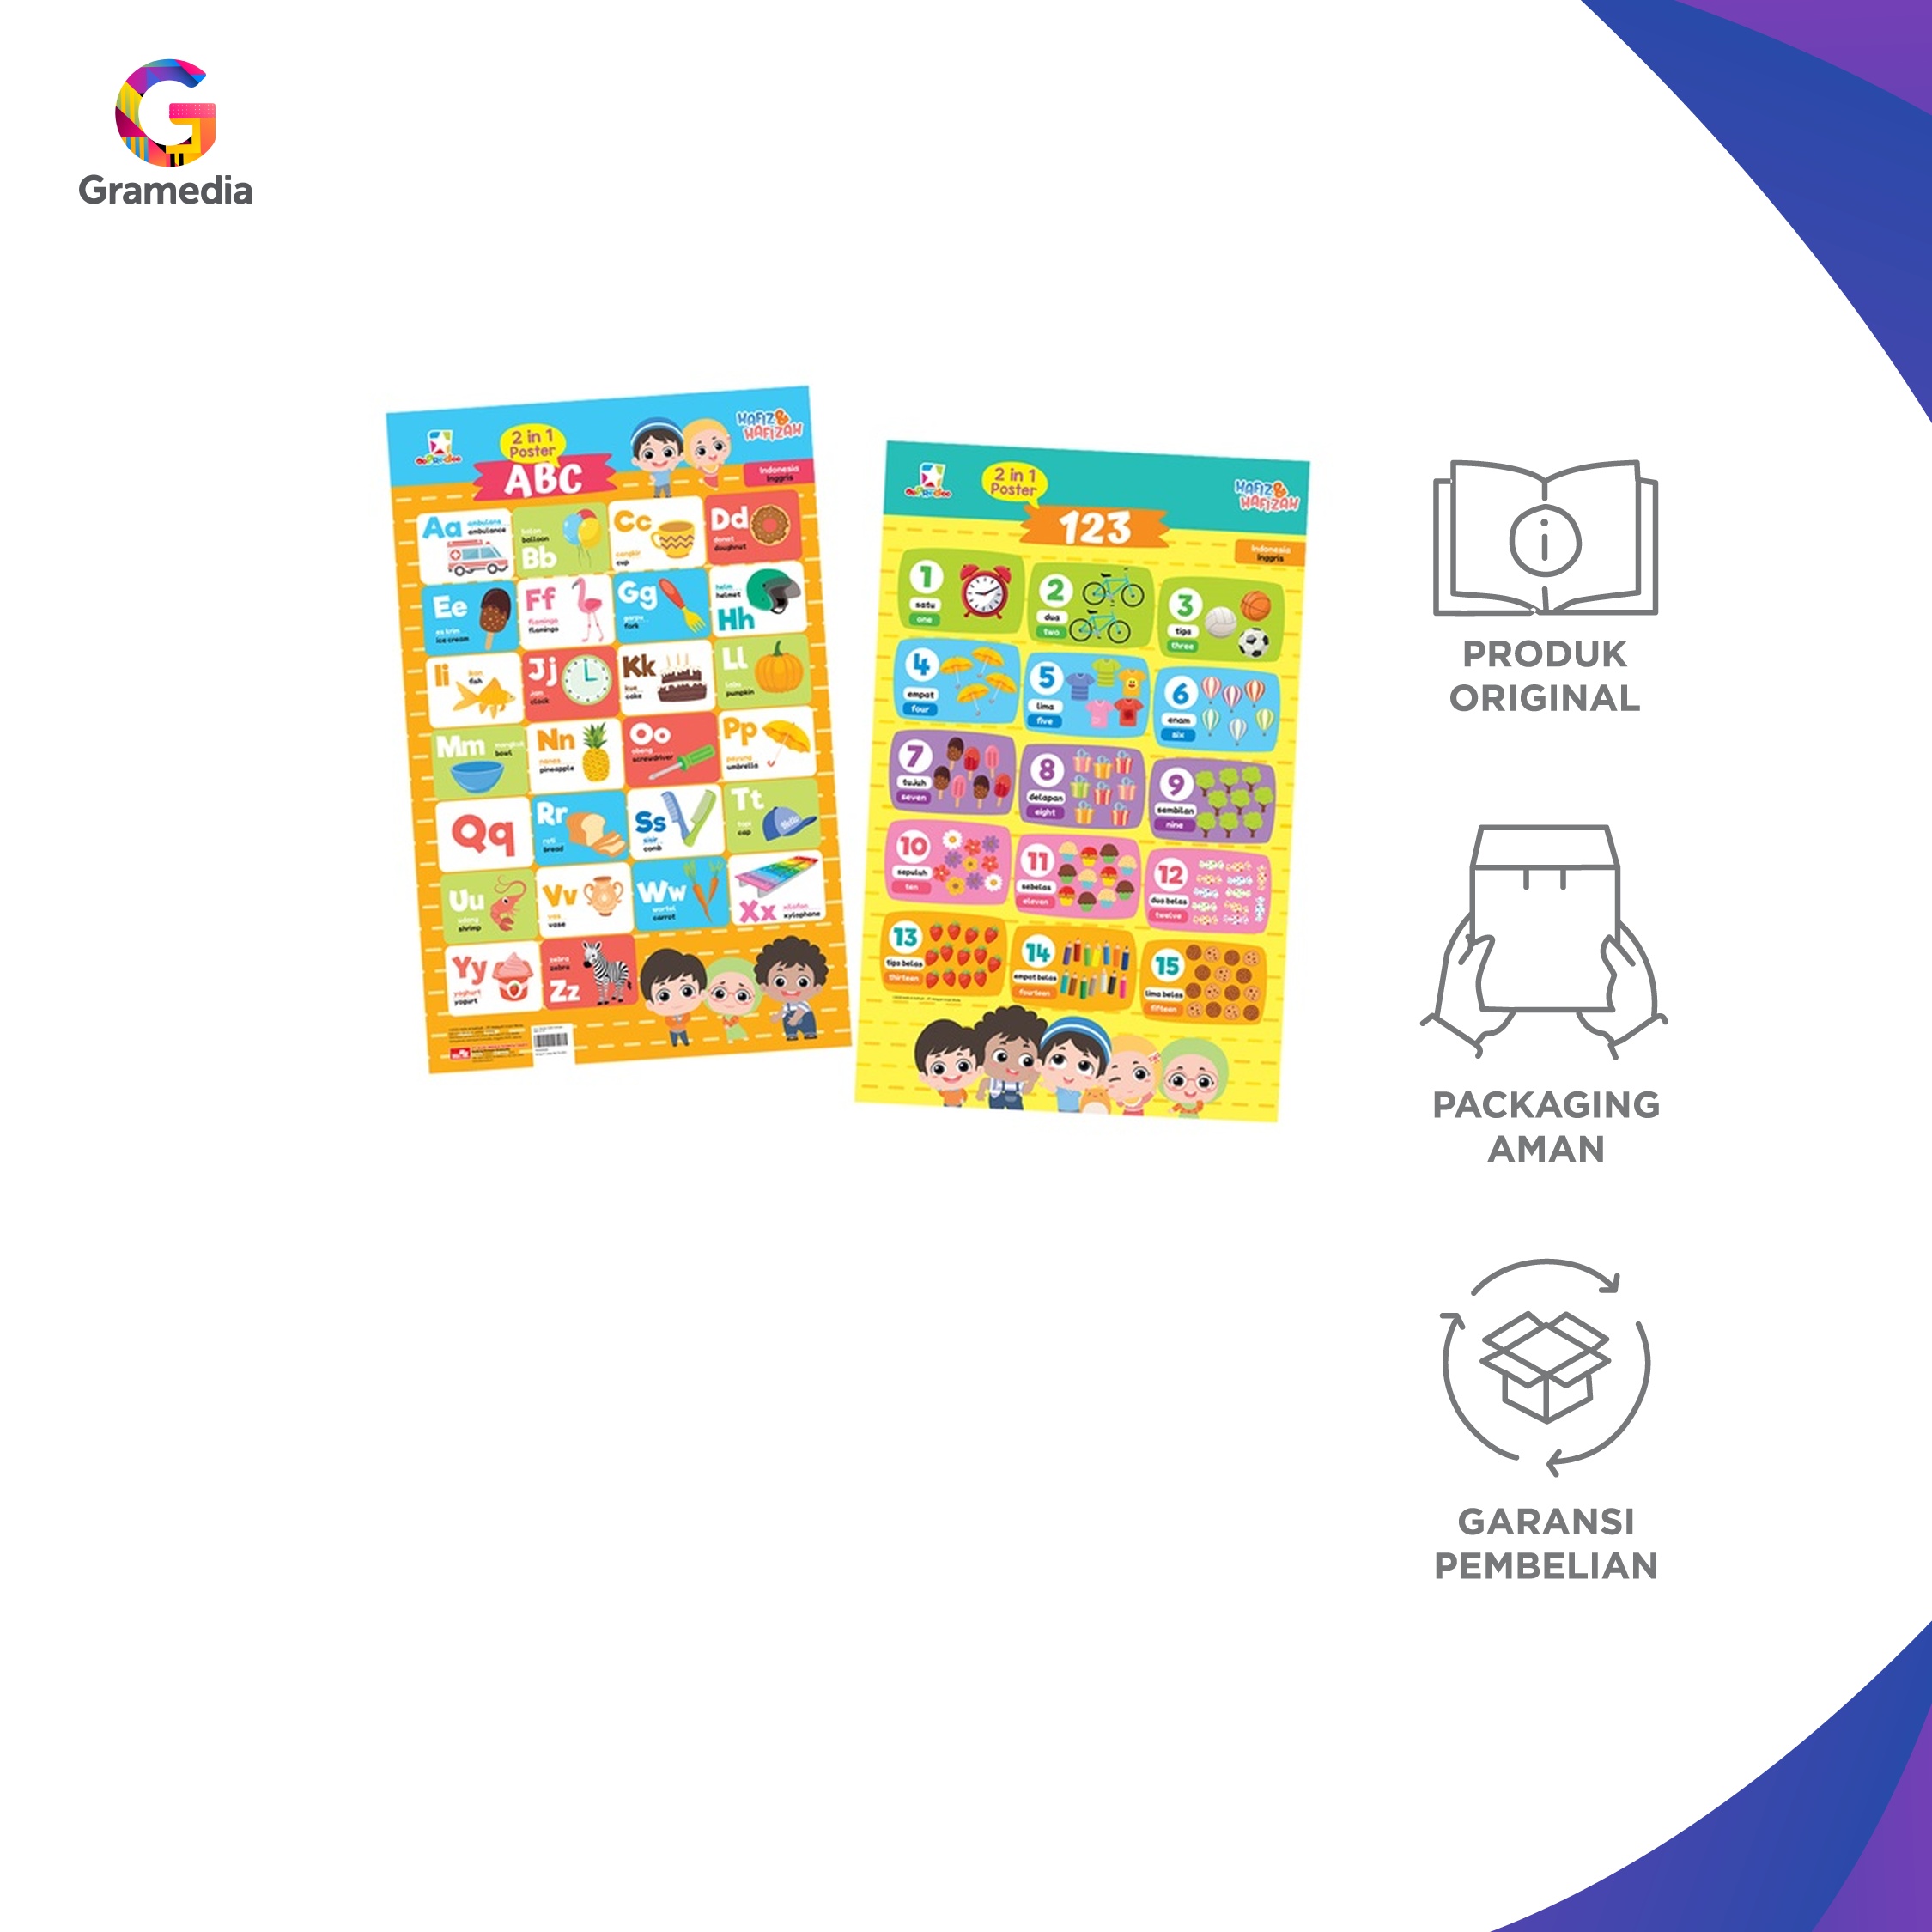 Gramedia
2 in 1
Poster
ABC
HAFIZ &
HAFIZAH
Indonesia
Inggris
Aa
ambulans
ambulance
balon
balloon
Bb
Cc
cangkir
cup
Dd
donat
doughnut
Ee
es krim
ice cream
Ff
flamingo
flamingo
Gg
garpu
fork
helm
helmet
Hh
Ii
ikan
fish
Jj
jam
clock
Kk
kue
cake
Ll
labu
pumpkin
Mm
mangkuk
bowl
Nn
nanas
pineapple
Oo
obeng
screwdriver
Pp
payung
umbrella
Qq
Rr
roti
bread
Ss
sisir
comb
Tt
topi
cap
Hello
Uu
udang
shrimp
Vv
vas
vase
Ww
wortel
carrot
Xx
xilofon
xylophone
Yy
yoghurt
yogurt
zebra
zebra
Zz
2 in 1
Poster
123
HAFIZ &
HAFIZAH
Indonesia
Inggris
1
satu
one
2
dua
two
3
tiga
three
4
empat
four
5
lima
five
6
enam
six
7
tujuh
seven
8
delapan
eight
9
sembilan
nine
10
sepuluh
ten
11
sebelas
eleven
12
dua belas
twelve
13
tiga belas
thirteen
14
empat belas
fourteen
15
lima belas
fifteen
PRODUK
ORIGINAL
PACKAGING
AMAN
GARANSI
PEMBELIAN